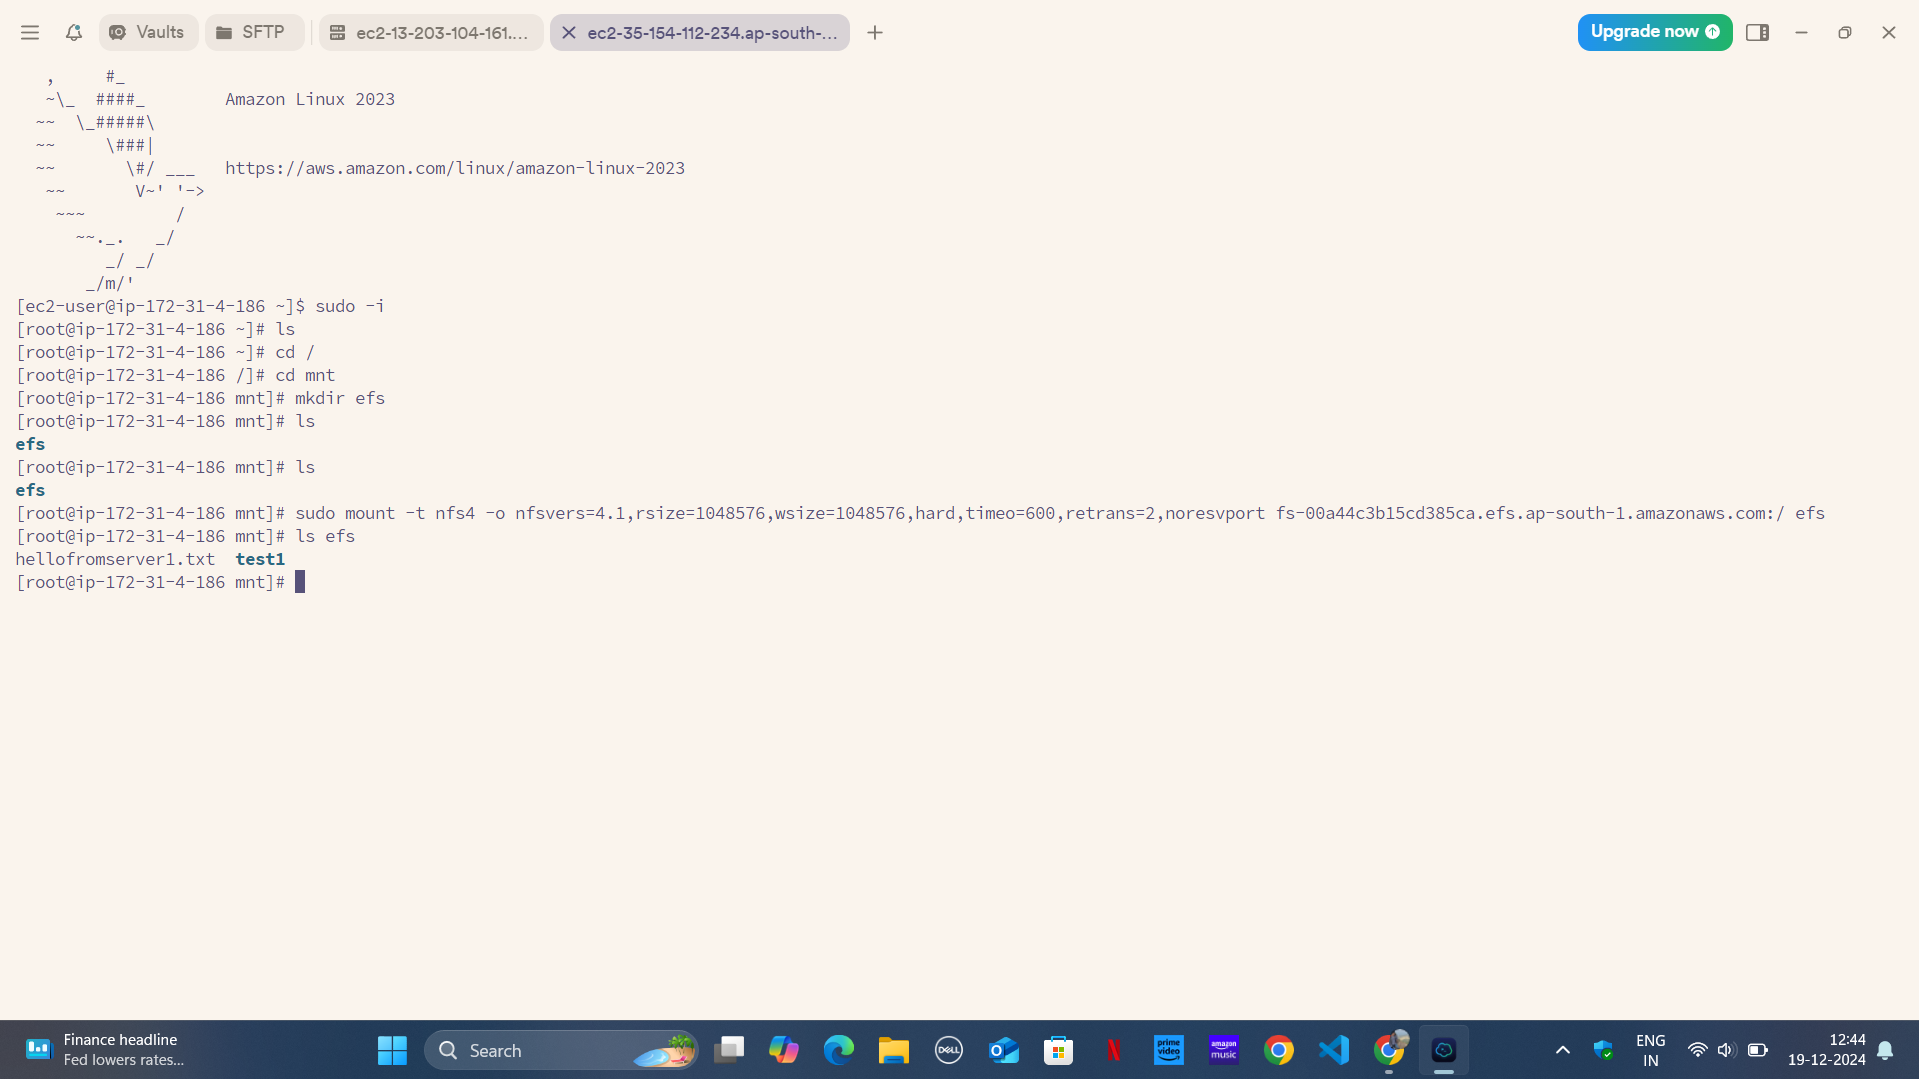 Vaults
SFTP
ec2-13-203-104-161....
ec2-35-154-112-234.ap-south-...
Upgrade now
   ,     #_
   ~\_  ####_        Amazon Linux 2023
  ~~  \_#####\
  ~~     \###|
  ~~       \#/ ___   https://aws.amazon.com/linux/amazon-linux-2023
   ~~       V~' '->
    ~~~         /
      ~~._.   _/
         _/ _/
       _/m/'
[ec2-user@ip-172-31-4-186 ~]$ sudo -i
[root@ip-172-31-4-186 ~]# ls
[root@ip-172-31-4-186 ~]# cd /
[root@ip-172-31-4-186 /]# cd mnt
[root@ip-172-31-4-186 mnt]# mkdir efs
[root@ip-172-31-4-186 mnt]# ls
efs
[root@ip-172-31-4-186 mnt]# ls
efs
[root@ip-172-31-4-186 mnt]# sudo mount -t nfs4 -o nfsvers=4.1,rsize=1048576,wsize=1048576,hard,timeo=600,retrans=2,noresvport fs-00a44c3b15cd385ca.efs.ap-south-1.amazonaws.com:/ efs
[root@ip-172-31-4-186 mnt]# ls efs
hellofromserver1.txt  test1
[root@ip-172-31-4-186 mnt]#
Finance headline
Fed lowers rates...
Search
DELL
prime video
amazon music
ENG
IN
12:44
19-12-2024